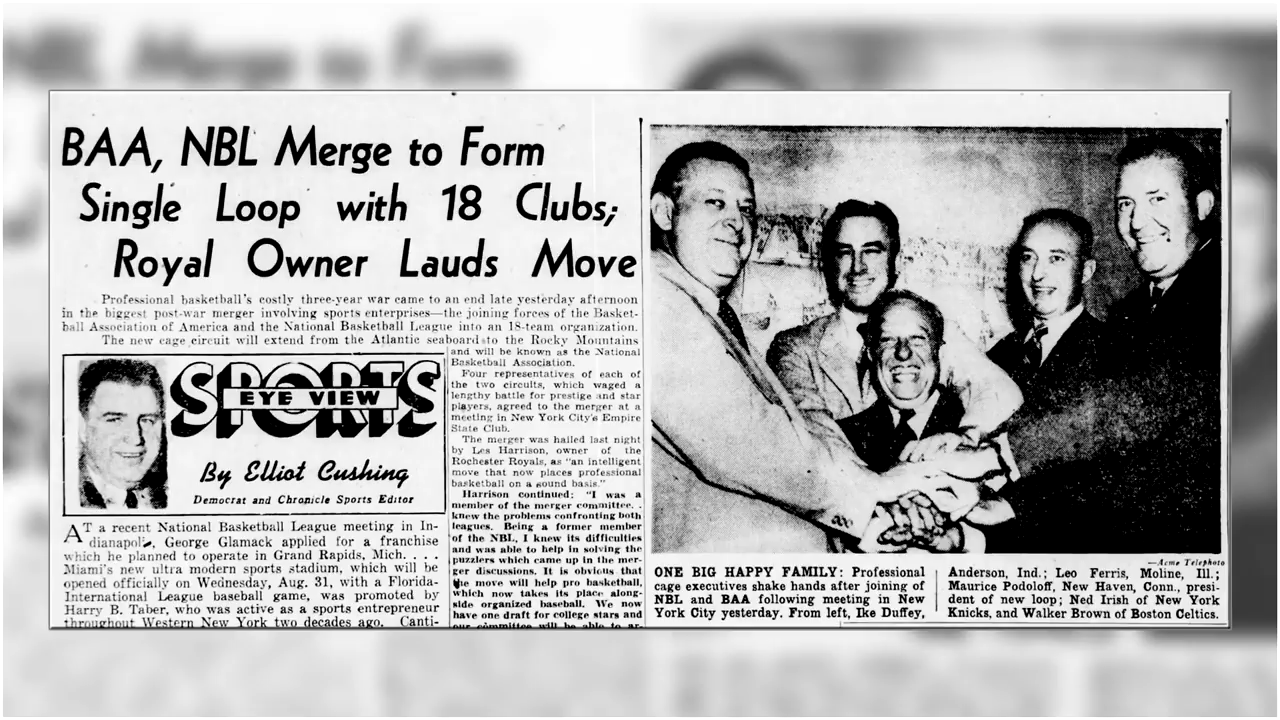 BAA, NBL Merge to Form
Single Loop with 18 Clubs;
Royal Owner Lauds Move
Professional basketball's costly three-year war came to an end late yesterday afternoon
in the biggest post-war merger involving sports enterprises—the joining forces of the Basket-
ball Association of America and the National Basketball League into an 18-team organization.
The new cage circuit will extend from the Atlantic seaboard to the Rocky Mountains
and will be known as the National
Basketball Association.
Four representatives of each of
the two circuits, which waged a
lengthy battle for prestige and star
players, agreed to the merger at a
meeting in New York City's Empire
State Club.
The merger was hailed last night
by Les Harrison, owner of the
Rochester Royals, as "an intelligent
move that now places professional
basketball on a sound basis."
Harrison continued: "I was a
member of the merger committee. .
knew the problems confronting both
leagues. Being a former member
of the NBL, I knew its difficulties
and was able to help in solving the
puzzlers which came up in the mer-
ger discussions. It is obvious that
the move will help pro basketball,
which now takes its place along-
side organized baseball. We now
have one draft for college stars and
our committee will be able to ar-
SPORTS
EYE VIEW
By Elliot Cushing
Democrat and Chronicle Sports Editor
AT a recent National Basketball League meeting in In-
dianapolis, George Glamack applied for a franchise
which he planned to operate in Grand Rapids, Mich. . . .
Miami's new ultra modern sports stadium, which will be
opened officially on Wednesday, Aug. 31, with a Florida-
International League baseball game, was promoted by
Harry B. Taber, who was active as a sports entrepreneur
throughout Western New York two decades ago. Canti-
—Acme Telephoto
ONE BIG HAPPY FAMILY: Professional
cage executives shake hands after joining of
NBL and BAA following meeting in New
York City yesterday. From left, Ike Duffey,
Anderson, Ind.; Leo Ferris, Moline, Ill.;
Maurice Podoloff, New Haven, Conn., presi-
dent of new loop; Ned Irish of New York
Knicks, and Walker Brown of Boston Celtics.
NBL Merge to Form